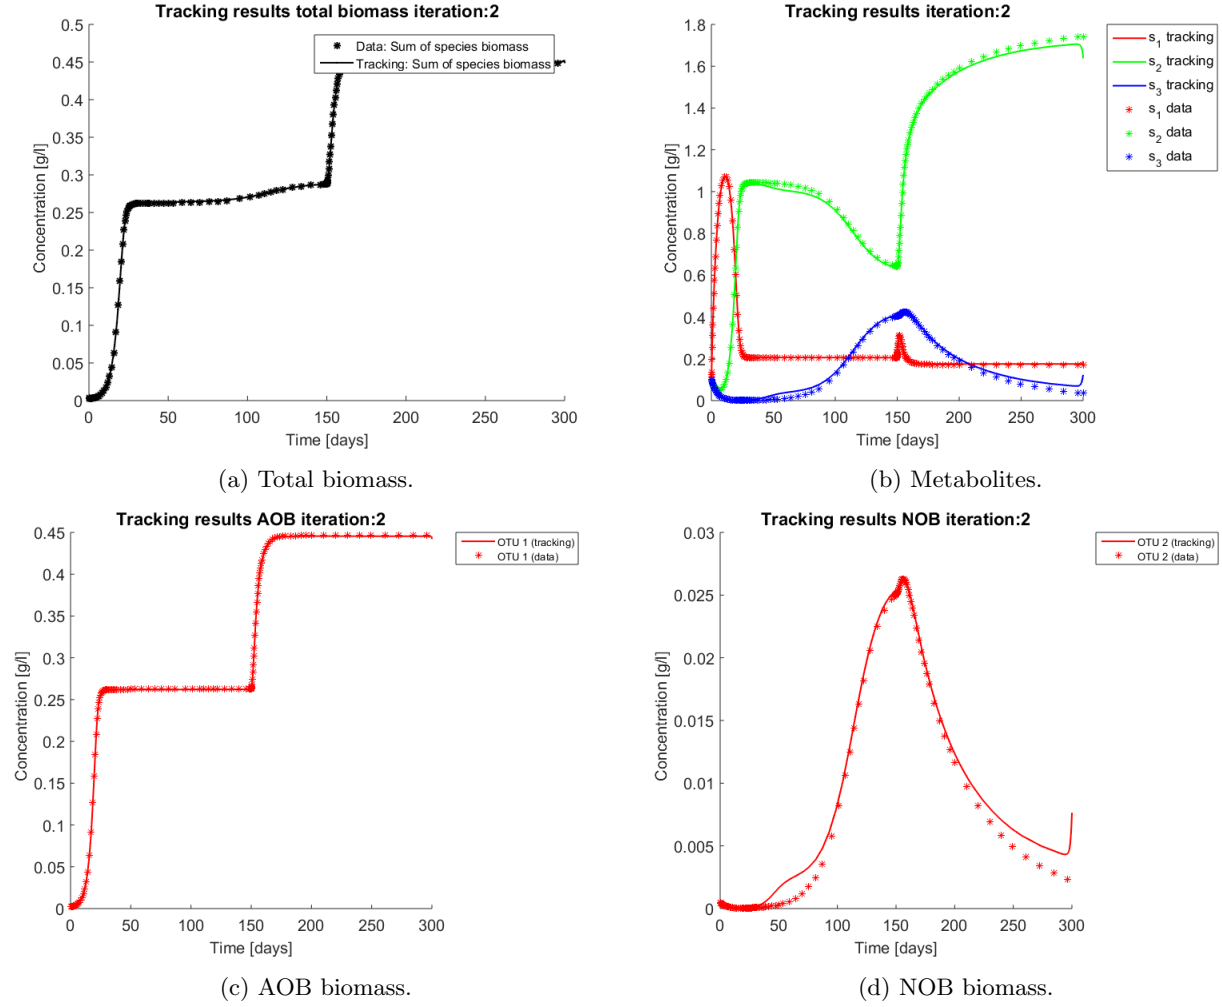 Tracking results total biomass iteration:2
Data: Sum of species biomass
Tracking: Sum of species biomass
0.5
0.45
0.4
0.35
0.3
0.25
0.2
0.15
0.1
0.05
0
Concentration [g/l]
0 50 100 150 200 250 300
Time [days]
(a) Total biomass.
Tracking results iteration:2
s1 tracking
s2 tracking
s3 tracking
s1 data
s2 data
s3 data
1.8
1.6
1.4
1.2
1
0.8
0.6
0.4
0.2
0
Concentration [g/l]
0 50 100 150 200 250 300
Time [days]
(b) Metabolites.
Tracking results AOB iteration:2
OTU 1 (tracking)
OTU 1 (data)
0.45
0.4
0.35
0.3
0.25
0.2
0.15
0.1
0.05
0
Concentration [g/l]
0 50 100 150 200 250 300
Time [days]
(c) AOB biomass.
Tracking results NOB iteration:2
OTU 2 (tracking)
OTU 2 (data)
0.03
0.025
0.02
0.015
0.01
0.005
0
Concentration [g/l]
0 50 100 150 200 250 300
Time [days]
(d) NOB biomass.